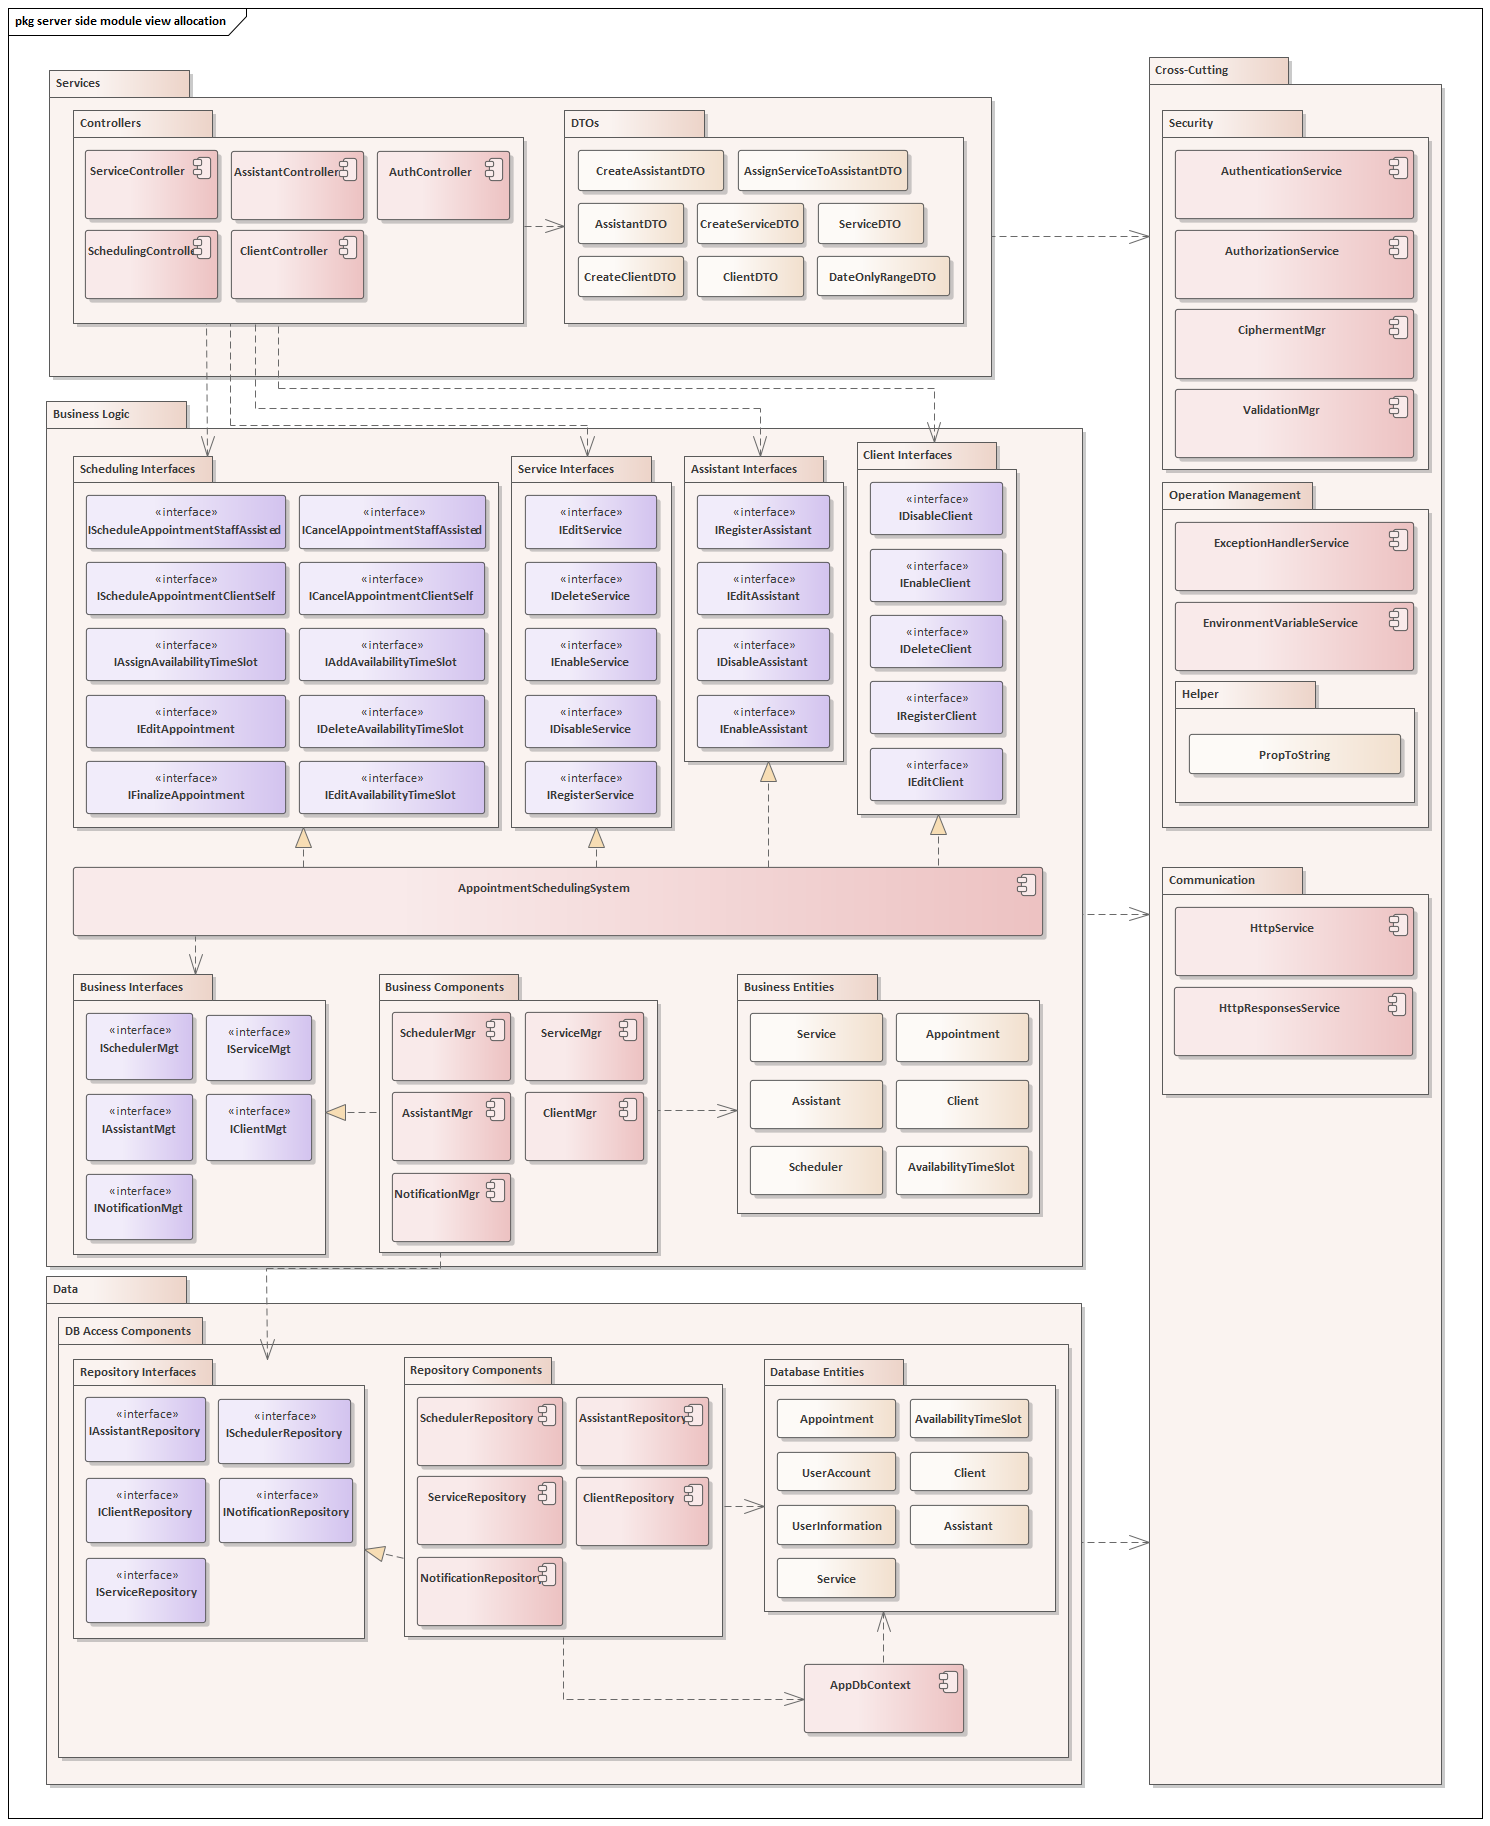 pkg server side module view allocation
Services
Controllers
ServiceController
AssistantController
AuthController
SchedulingControlle
ClientController
DTOs
CreateAssistantDTO
AssignServiceToAssistantDTO
AssistantDTO
CreateServiceDTO
ServiceDTO
CreateClientDTO
ClientDTO
DateOnlyRangeDTO
Business Logic
Scheduling Interfaces
«interface»
IScheduleAppointmentStaffAssisted
«interface»
ICancelAppointmentStaffAssisted
«interface»
IScheduleAppointmentClientSelf
«interface»
ICancelAppointmentClientSelf
«interface»
IAssignAvailabilityTimeSlot
«interface»
IAddAvailabilityTimeSlot
«interface»
IEditAppointment
«interface»
IDeleteAvailabilityTimeSlot
«interface»
IFinalizeAppointment
«interface»
IEditAvailabilityTimeSlot
Service Interfaces
«interface»
IEditService
«interface»
IDeleteService
«interface»
IEnableService
«interface»
IDisableService
«interface»
IRegisterService
Assistant Interfaces
«interface»
IRegisterAssistant
«interface»
IEditAssistant
«interface»
IDisableAssistant
«interface»
IEnableAssistant
Client Interfaces
«interface»
IDisableClient
«interface»
IEnableClient
«interface»
IDeleteClient
«interface»
IRegisterClient
«interface»
IEditClient
AppointmentSchedulingSystem
Business Interfaces
«interface»
ISchedulerMgt
«interface»
IServiceMgt
«interface»
IAssistantMgt
«interface»
IClientMgt
«interface»
INotificationMgt
Business Components
SchedulerMgr
ServiceMgr
AssistantMgr
ClientMgr
NotificationMgr
Business Entities
Service
Appointment
Assistant
Client
Scheduler
AvailabilityTimeSlot
Data
DB Access Components
Repository Interfaces
«interface»
IAssistantRepository
«interface»
ISchedulerRepository
«interface»
IClientRepository
«interface»
INotificationRepository
«interface»
IServiceRepository
Repository Components
SchedulerRepository
AssistantRepository
ServiceRepository
ClientRepository
NotificationRepository
Database Entities
Appointment
AvailabilityTimeSlot
UserAccount
Client
UserInformation
Assistant
Service
AppDbContext
Cross-Cutting
Security
AuthenticationService
AuthorizationService
CiphermentMgr
ValidationMgr
Operation Management
ExceptionHandlerService
EnvironmentVariableService
Helper
PropToString
Communication
HttpService
HttpResponsesService